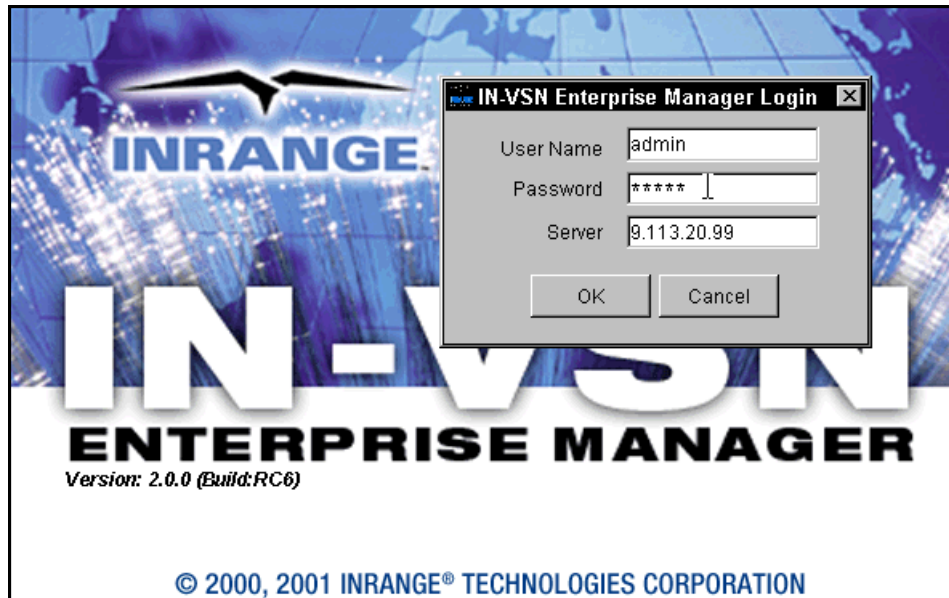 INRANGE
IN-VSN Enterprise Manager Login
User Name admin
Password *****
Server 9.113.20.99
OK Cancel
IN-VSN
ENTERPRISE MANAGER
Version: 2.0.0 (Build:RC6)
© 2000, 2001 INRANGE® TECHNOLOGIES CORPORATION